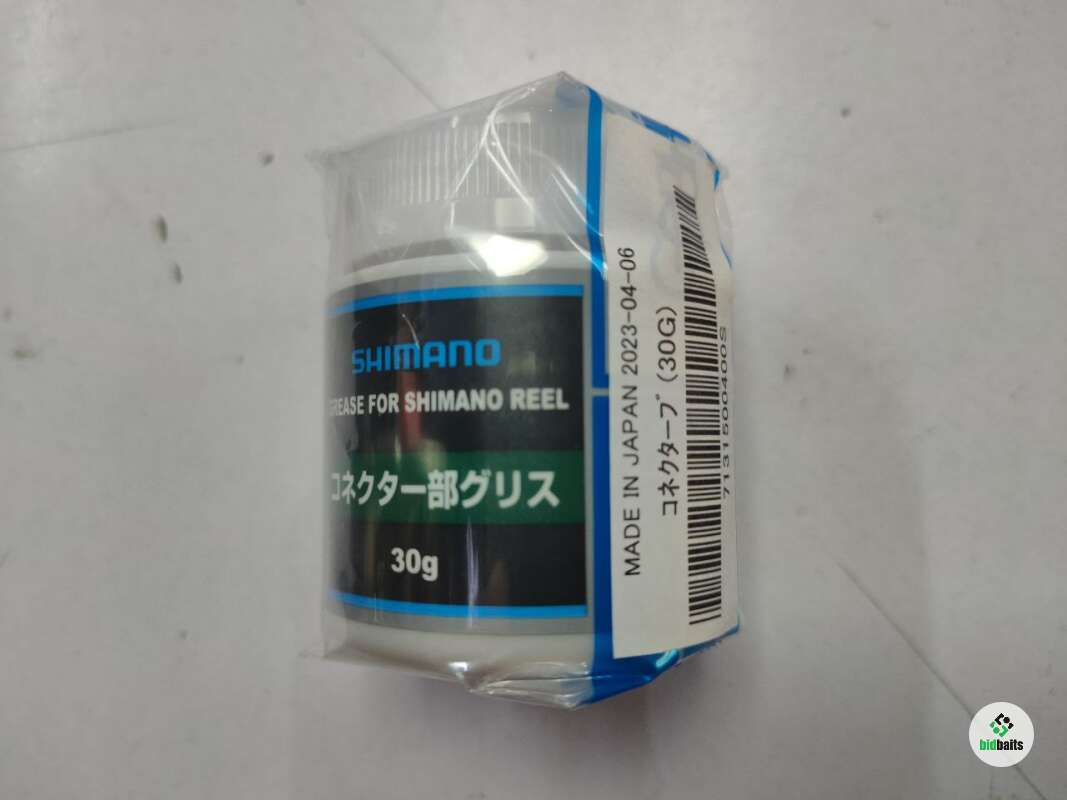 SHIMANO
GREASE FOR SHIMANO REEL
コネクター部グリス
30g
MADE IN JAPAN 2023-04-06
コネクターブ (30G)
7131500400S
bidbaits